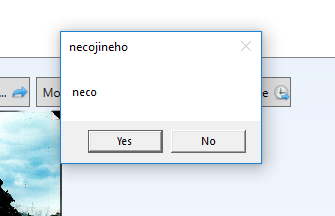 necojineho
... Mo e
neco
Yes No